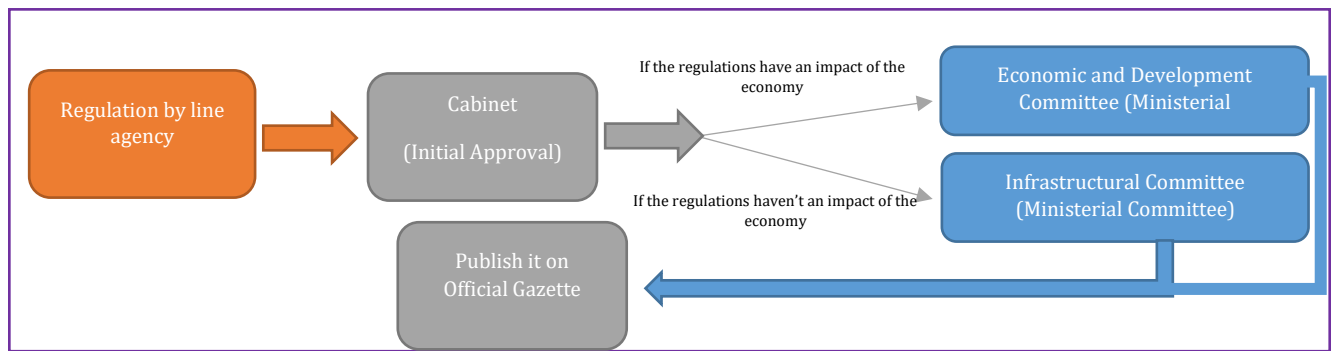 Regulation by line
agency
Cabinet
(Initial Approval)
If the regulations have an impact of the
economy
Economic and Development
Committee (Ministerial
Infrastructural Committee
(Ministerial Committee)
If the regulations haven't an impact of the
economy
Publish it on
Official Gazette